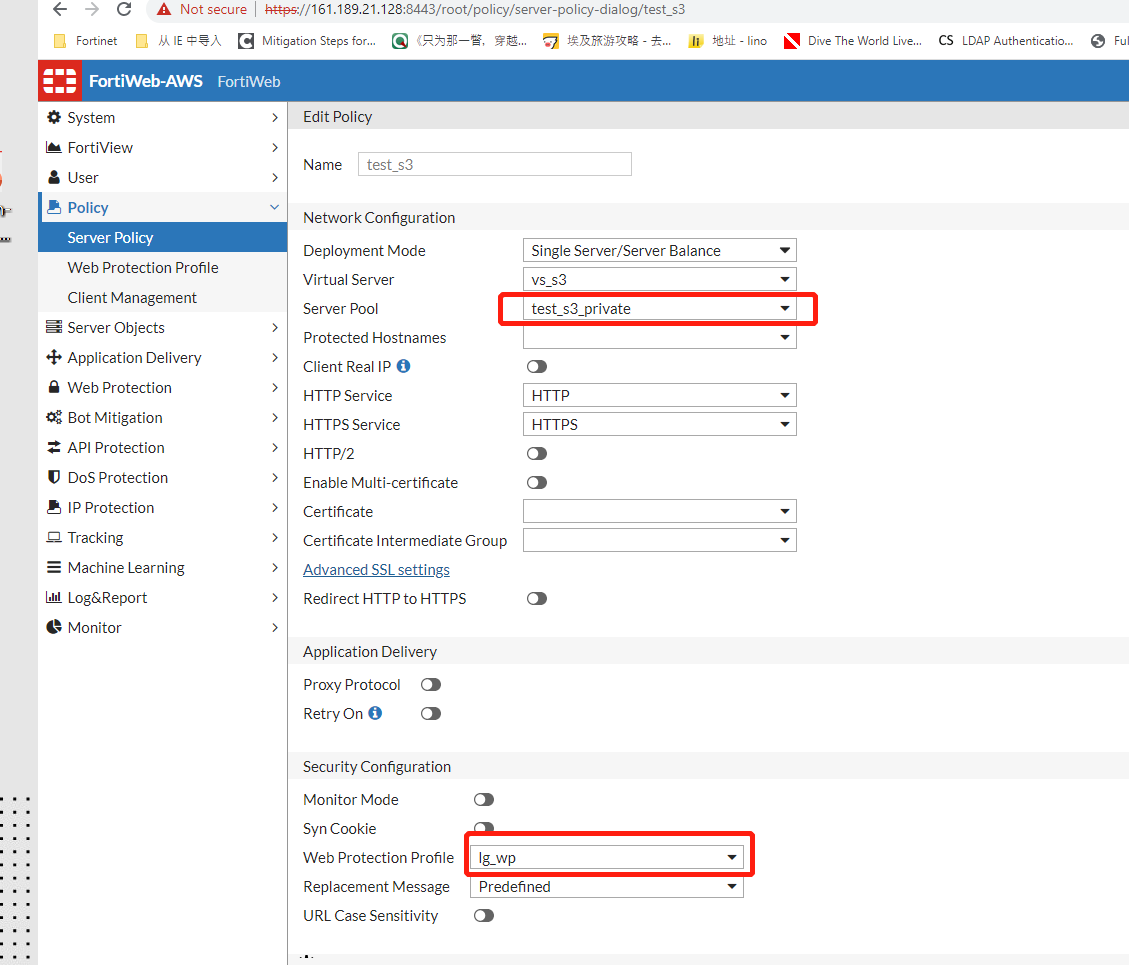 Not secure https://161.189.21.128:8443/root/policy/server-policy-dialog/test_s3
Fortinet 从 IE 中导入 Mitigation Steps for... 《只为那一瞥，穿越... 埃及旅游攻略 - 去... 地址 - lino Dive The World Live... CS LDAP Authenticatio...
FortiWeb-AWS FortiWeb
System
FortiView
User
Policy
Server Policy
Web Protection Profile
Client Management
Server Objects
Application Delivery
Web Protection
Bot Mitigation
API Protection
DoS Protection
IP Protection
Tracking
Machine Learning
Log&Report
Monitor
Edit Policy
Name test_s3
Network Configuration
Deployment Mode Single Server/Server Balance
Virtual Server vs_s3
Server Pool test_s3_private
Protected Hostnames
Client Real IP
HTTP Service HTTP
HTTPS Service HTTPS
HTTP/2
Enable Multi-certificate
Certificate
Certificate Intermediate Group
Advanced SSL settings
Redirect HTTP to HTTPS
Application Delivery
Proxy Protocol
Retry On
Security Configuration
Monitor Mode
Syn Cookie
Web Protection Profile lg_wp
Replacement Message Predefined
URL Case Sensitivity